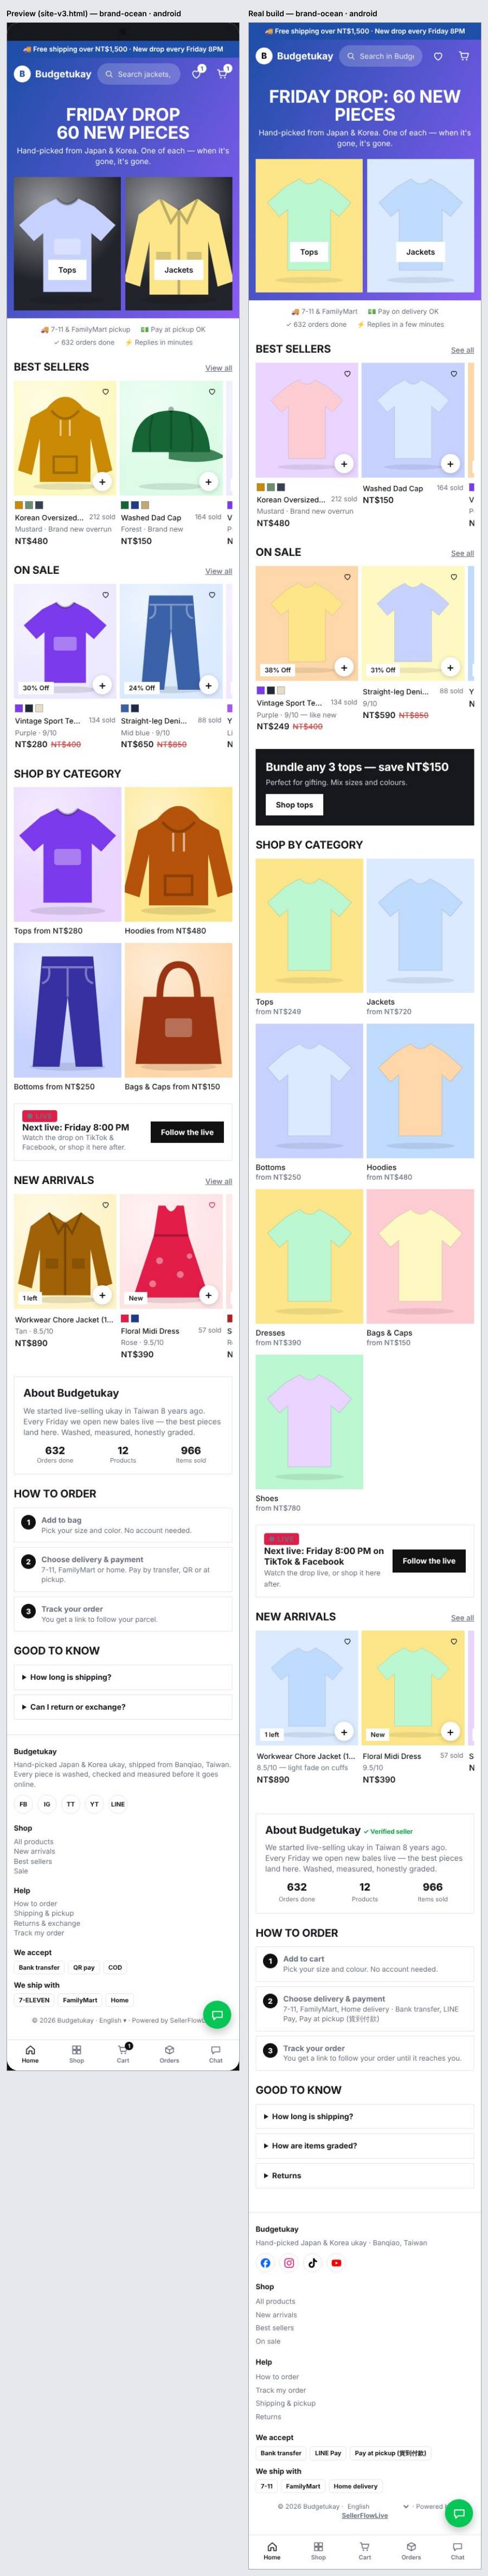 Preview (site-v3.html) — brand-ocean · android
🚚 Free shipping over NT$1,500 · New drop every Friday 8PM
B Budgetukay
Search jackets,
1
1
FRIDAY DROP
60 NEW PIECES
Hand-picked from Japan & Korea. One of each — when it's
gone, it's gone.
Tops
Jackets
🚚 7-11 & FamilyMart pickup 💵 Pay at pickup OK
✓ 632 orders done ⚡ Replies in minutes
BEST SELLERS
View all
Korean Oversized... 212 sold
Mustard · Brand new overrun
NT$480
Washed Dad Cap 164 sold
Forest · Brand new
NT$150
V
P
N
ON SALE
View all
30% Off
24% Off
Vintage Sport Te... 134 sold
Purple · 9/10
NT$280 NT$400
Straight-leg Deni... 88 sold
Mid blue · 9/10
NT$650 NT$850
Y
Li
N
SHOP BY CATEGORY
Tops from NT$280
Hoodies from NT$480
Bottoms from NT$250
Bags & Caps from NT$150
LIVE
Next live: Friday 8:00 PM
Watch the drop on TikTok &
Facebook, or shop it here after.
Follow the live
NEW ARRIVALS
View all
1 left
New
Workwear Chore Jacket (1...
Tan · 8.5/10
NT$890
Floral Midi Dress 57 sold
Rose · 9.5/10
NT$390
S
R
N
About Budgetukay
We started live-selling ukay in Taiwan 8 years ago.
Every Friday we open new bales live — the best pieces
land here. Washed, measured, honestly graded.
632
Orders done
12
Products
966
Items sold
HOW TO ORDER
1 Add to bag
Pick your size and color. No account needed.
2 Choose delivery & payment
7-11, FamilyMart or home. Pay by transfer, QR or at
pickup.
3 Track your order
You get a link to follow your parcel.
GOOD TO KNOW
▶ How long is shipping?
▶ Can I return or exchange?
Budgetukay
Hand-picked Japan & Korea ukay, shipped from Banqiao, Taiwan.
Every piece is washed, checked and measured before it goes
online.
FB IG TT YT LINE
Shop
All products
New arrivals
Best sellers
Sale
Help
How to order
Shipping & pickup
Returns & exchange
Track my order
We accept
Bank transfer QR pay COD
We ship with
7-ELEVEN FamilyMart Home
© 2026 Budgetukay · English ▾ · Powered by
1
Home Shop Cart Orders Chat
Real build — brand-ocean · android
🚚 Free shipping over NT$1,500 · New drop every Friday 8PM
B Budgetukay
Search in Budge
FRIDAY DROP: 60 NEW
PIECES
Hand-picked from Japan & Korea. One of each — when it's
gone, it's gone.
Tops
Jackets
🚚 7-11 & FamilyMart 💵 Pay on delivery OK
✓ 632 orders done ⚡ Replies in a few minutes
BEST SELLERS
See all
Korean Oversized... 212 sold
Mustard · Brand new overrun
NT$480
Washed Dad Cap 164 sold
NT$150
V
P
N
ON SALE
See all
38% Off
31% Off
Vintage Sport Te... 134 sold
Purple · 9/10 — like new
NT$249 NT$400
Straight-leg Deni... 88 sold
9/10
NT$590 NT$850
Y
N
Bundle any 3 tops — save NT$150
Perfect for gifting. Mix sizes and colours.
Shop tops
SHOP BY CATEGORY
Tops
from NT$249
Jackets
from NT$720
Bottoms
from NT$250
Hoodies
from NT$480
Dresses
from NT$390
Bags & Caps
from NT$150
Shoes
from NT$780
LIVE
Next live: Friday 8:00 PM on
TikTok & Facebook
Watch the drop live, or shop it here
after.
Follow the live
NEW ARRIVALS
See all
1 left
New
Workwear Chore Jacket (1...
8.5/10 — light fade on cuffs
NT$890
Floral Midi Dress 57 sold
9.5/10
NT$390
S
N
About Budgetukay ✓ Verified seller
We started live-selling ukay in Taiwan 8 years ago.
Every Friday we open new bales live — the best pieces
land here. Washed, measured, honestly graded.
632
Orders done
12
Products
966
Items sold
HOW TO ORDER
1 Add to cart
Pick your size and colour. No account needed.
2 Choose delivery & payment
7-11, FamilyMart, Home delivery · Bank transfer, LINE
Pay, Pay at pickup (貨到付款)
3 Track your order
You get a link to follow your order until it reaches you.
GOOD TO KNOW
▶ How long is shipping?
▶ How are items graded?
▶ Returns
Budgetukay
Hand-picked Japan & Korea ukay · Banqiao, Taiwan
Shop
All products
New arrivals
Best sellers
On sale
Help
How to order
Track my order
Shipping & pickup
Returns
We accept
Bank transfer LINE Pay Pay at pickup (貨到付款)
We ship with
7-11 FamilyMart Home delivery
© 2026 Budgetukay · English · Powered
SellerFlowLive
Home Shop Cart Orders Chat